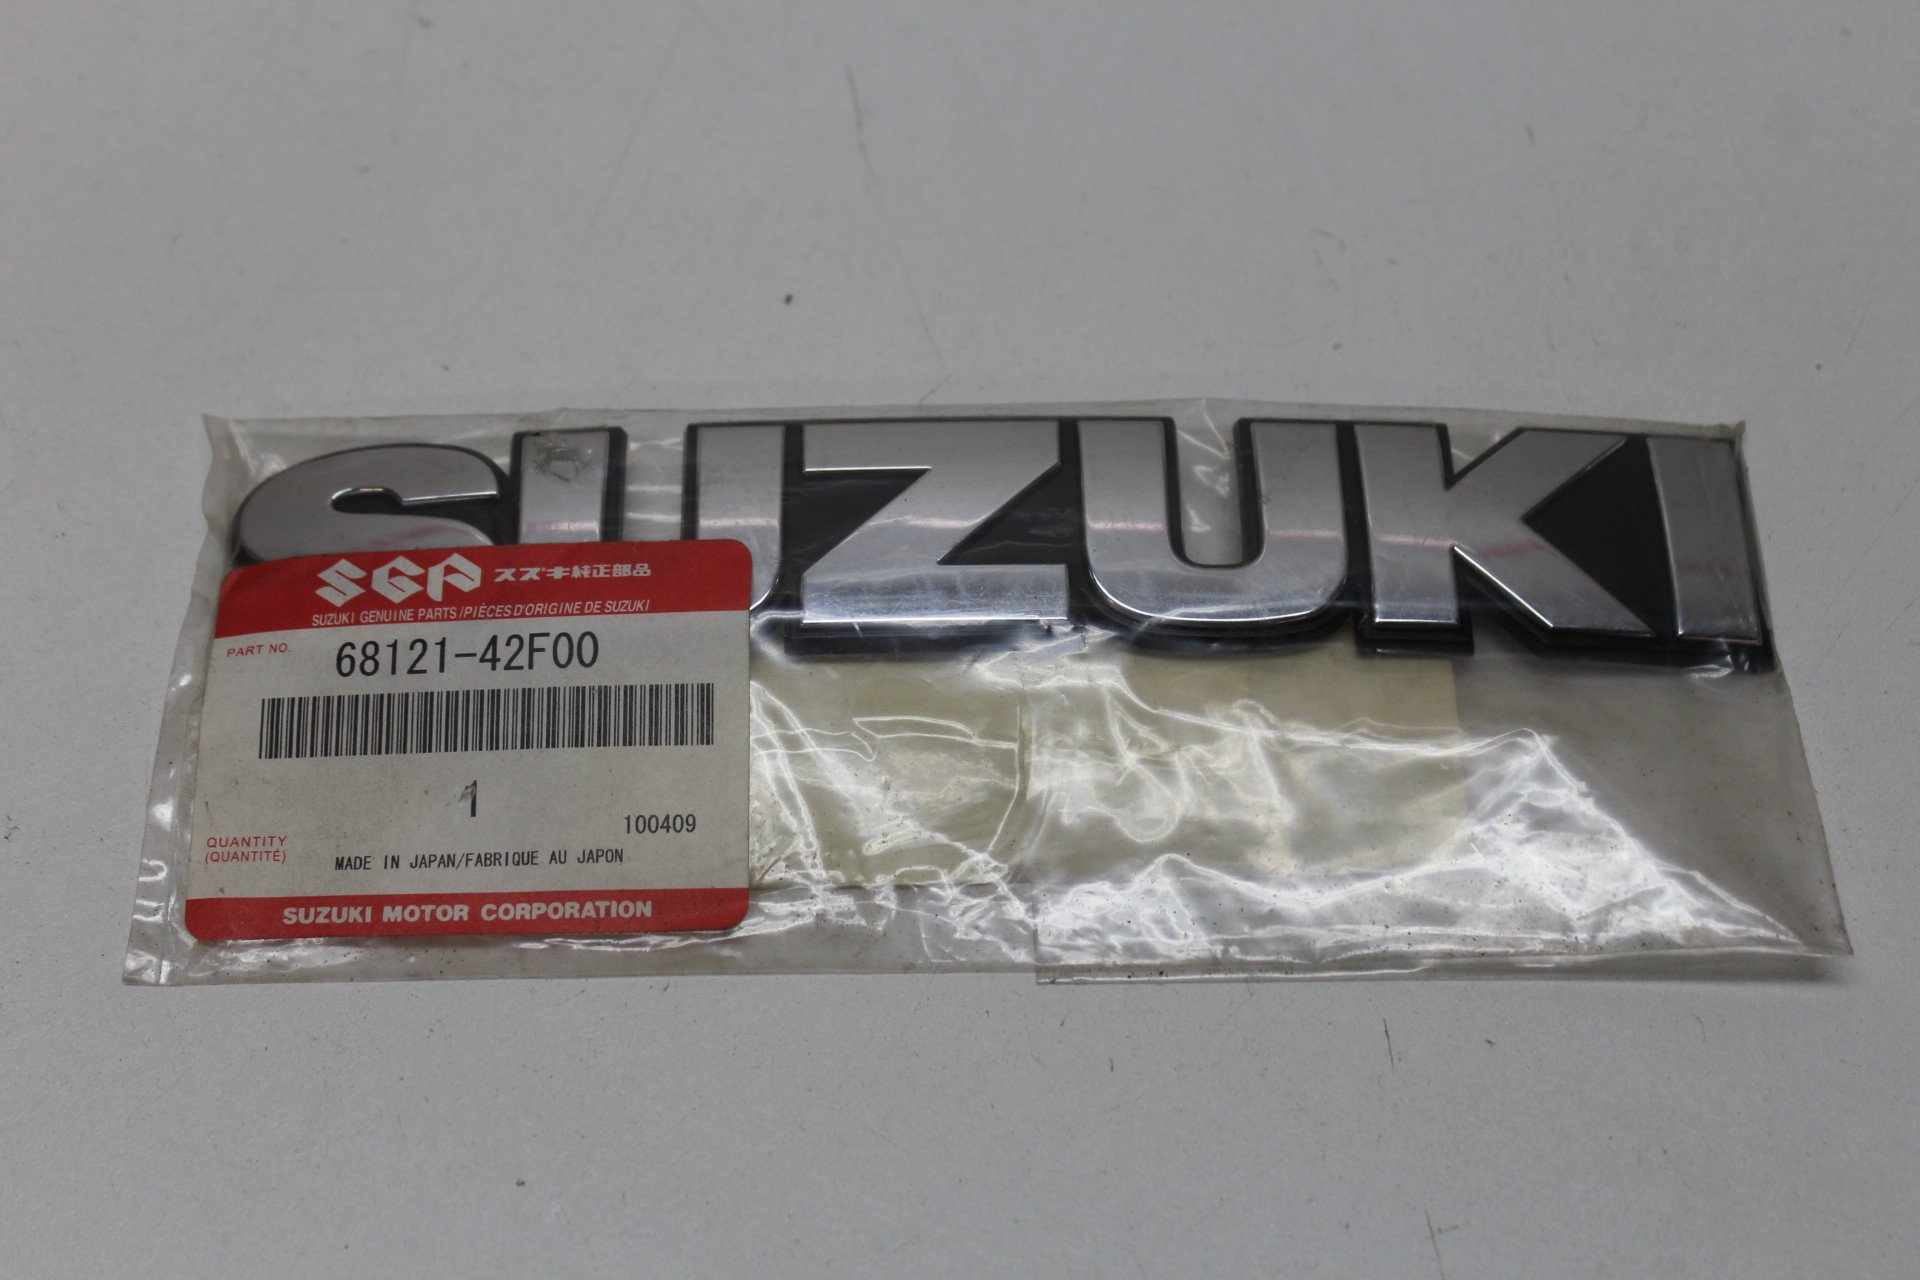 SUZUKI
SGP スズキ純正部品
SUZUKI GENUINE PARTS/PIÈCES D'ORIGINE DE SUZUKI
PART NO. 68121-42F00
1
100409
QUANTITY
(QUANTITÉ)
MADE IN JAPAN/FABRIQUE AU JAPON
SUZUKI MOTOR CORPORATION